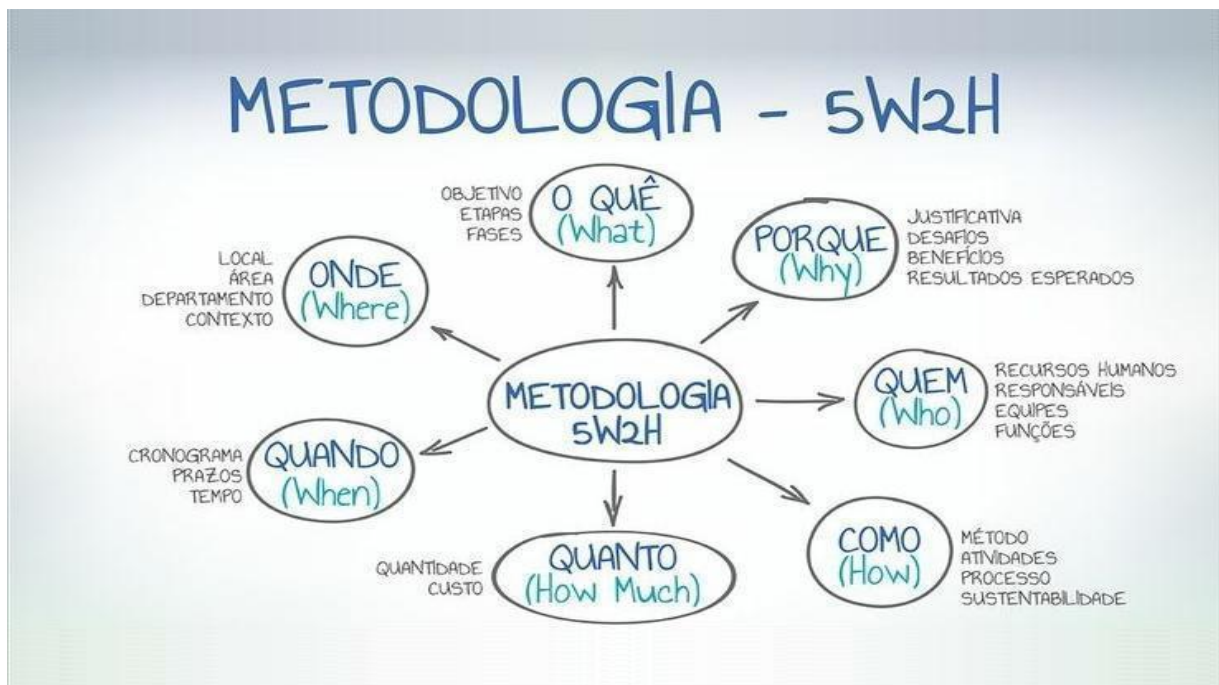 METODOLOGIA - 5W2H
OBJETIVO
ETAPAS
FASES
O QUÊ
(What)
PORQUE
(Why)
JUSTIFICATIVA
DESAFIOS
BENEFÍCIOS
RESULTADOS ESPERADOS
LOCAL
ÁREA
DEPARTAMENTO
CONTEXTO
ONDE
(Where)
METODOLOGIA
5W2H
QUEM
(Who)
RECURSOS HUMANOS
RESPONSÁVEIS
EQUIPES
FUNÇÕES
CRONOGRAMA
PRAZOS
TEMPO
QUANDO
(When)
QUANTIDADE
CUSTO
QUANTO
(How Much)
COMO
(How)
MÉTODO
ATIVIDADES
PROCESSO
SUSTENTABILIDADE